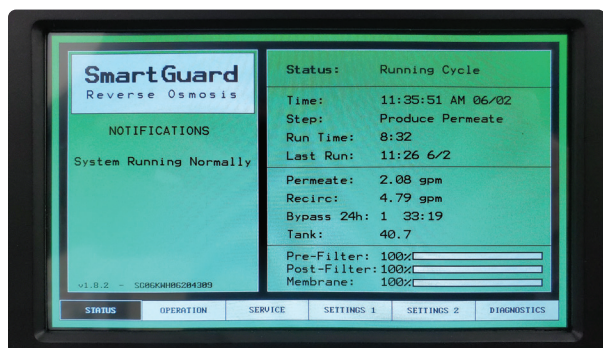 SmartGuard
Reverse Osmosis
NOTIFICATIONS
System Running Normally
v1.8.2 - SG06KWH06204309
Status: Running Cycle
Time: 11:35:51 AM 06/02
Step: Produce Permeate
Run Time: 8:32
Last Run: 11:26 6/2
Permeate: 2.08 gpm
Recirc: 4.79 gpm
Bypass 24h: 1 33:19
Tank: 40.7
Pre-Filter: 100%
Post-Filter: 100%
Membrane: 100%
STATUS OPERATION SERVICE SETTINGS 1 SETTINGS 2 DIAGNOSTICS